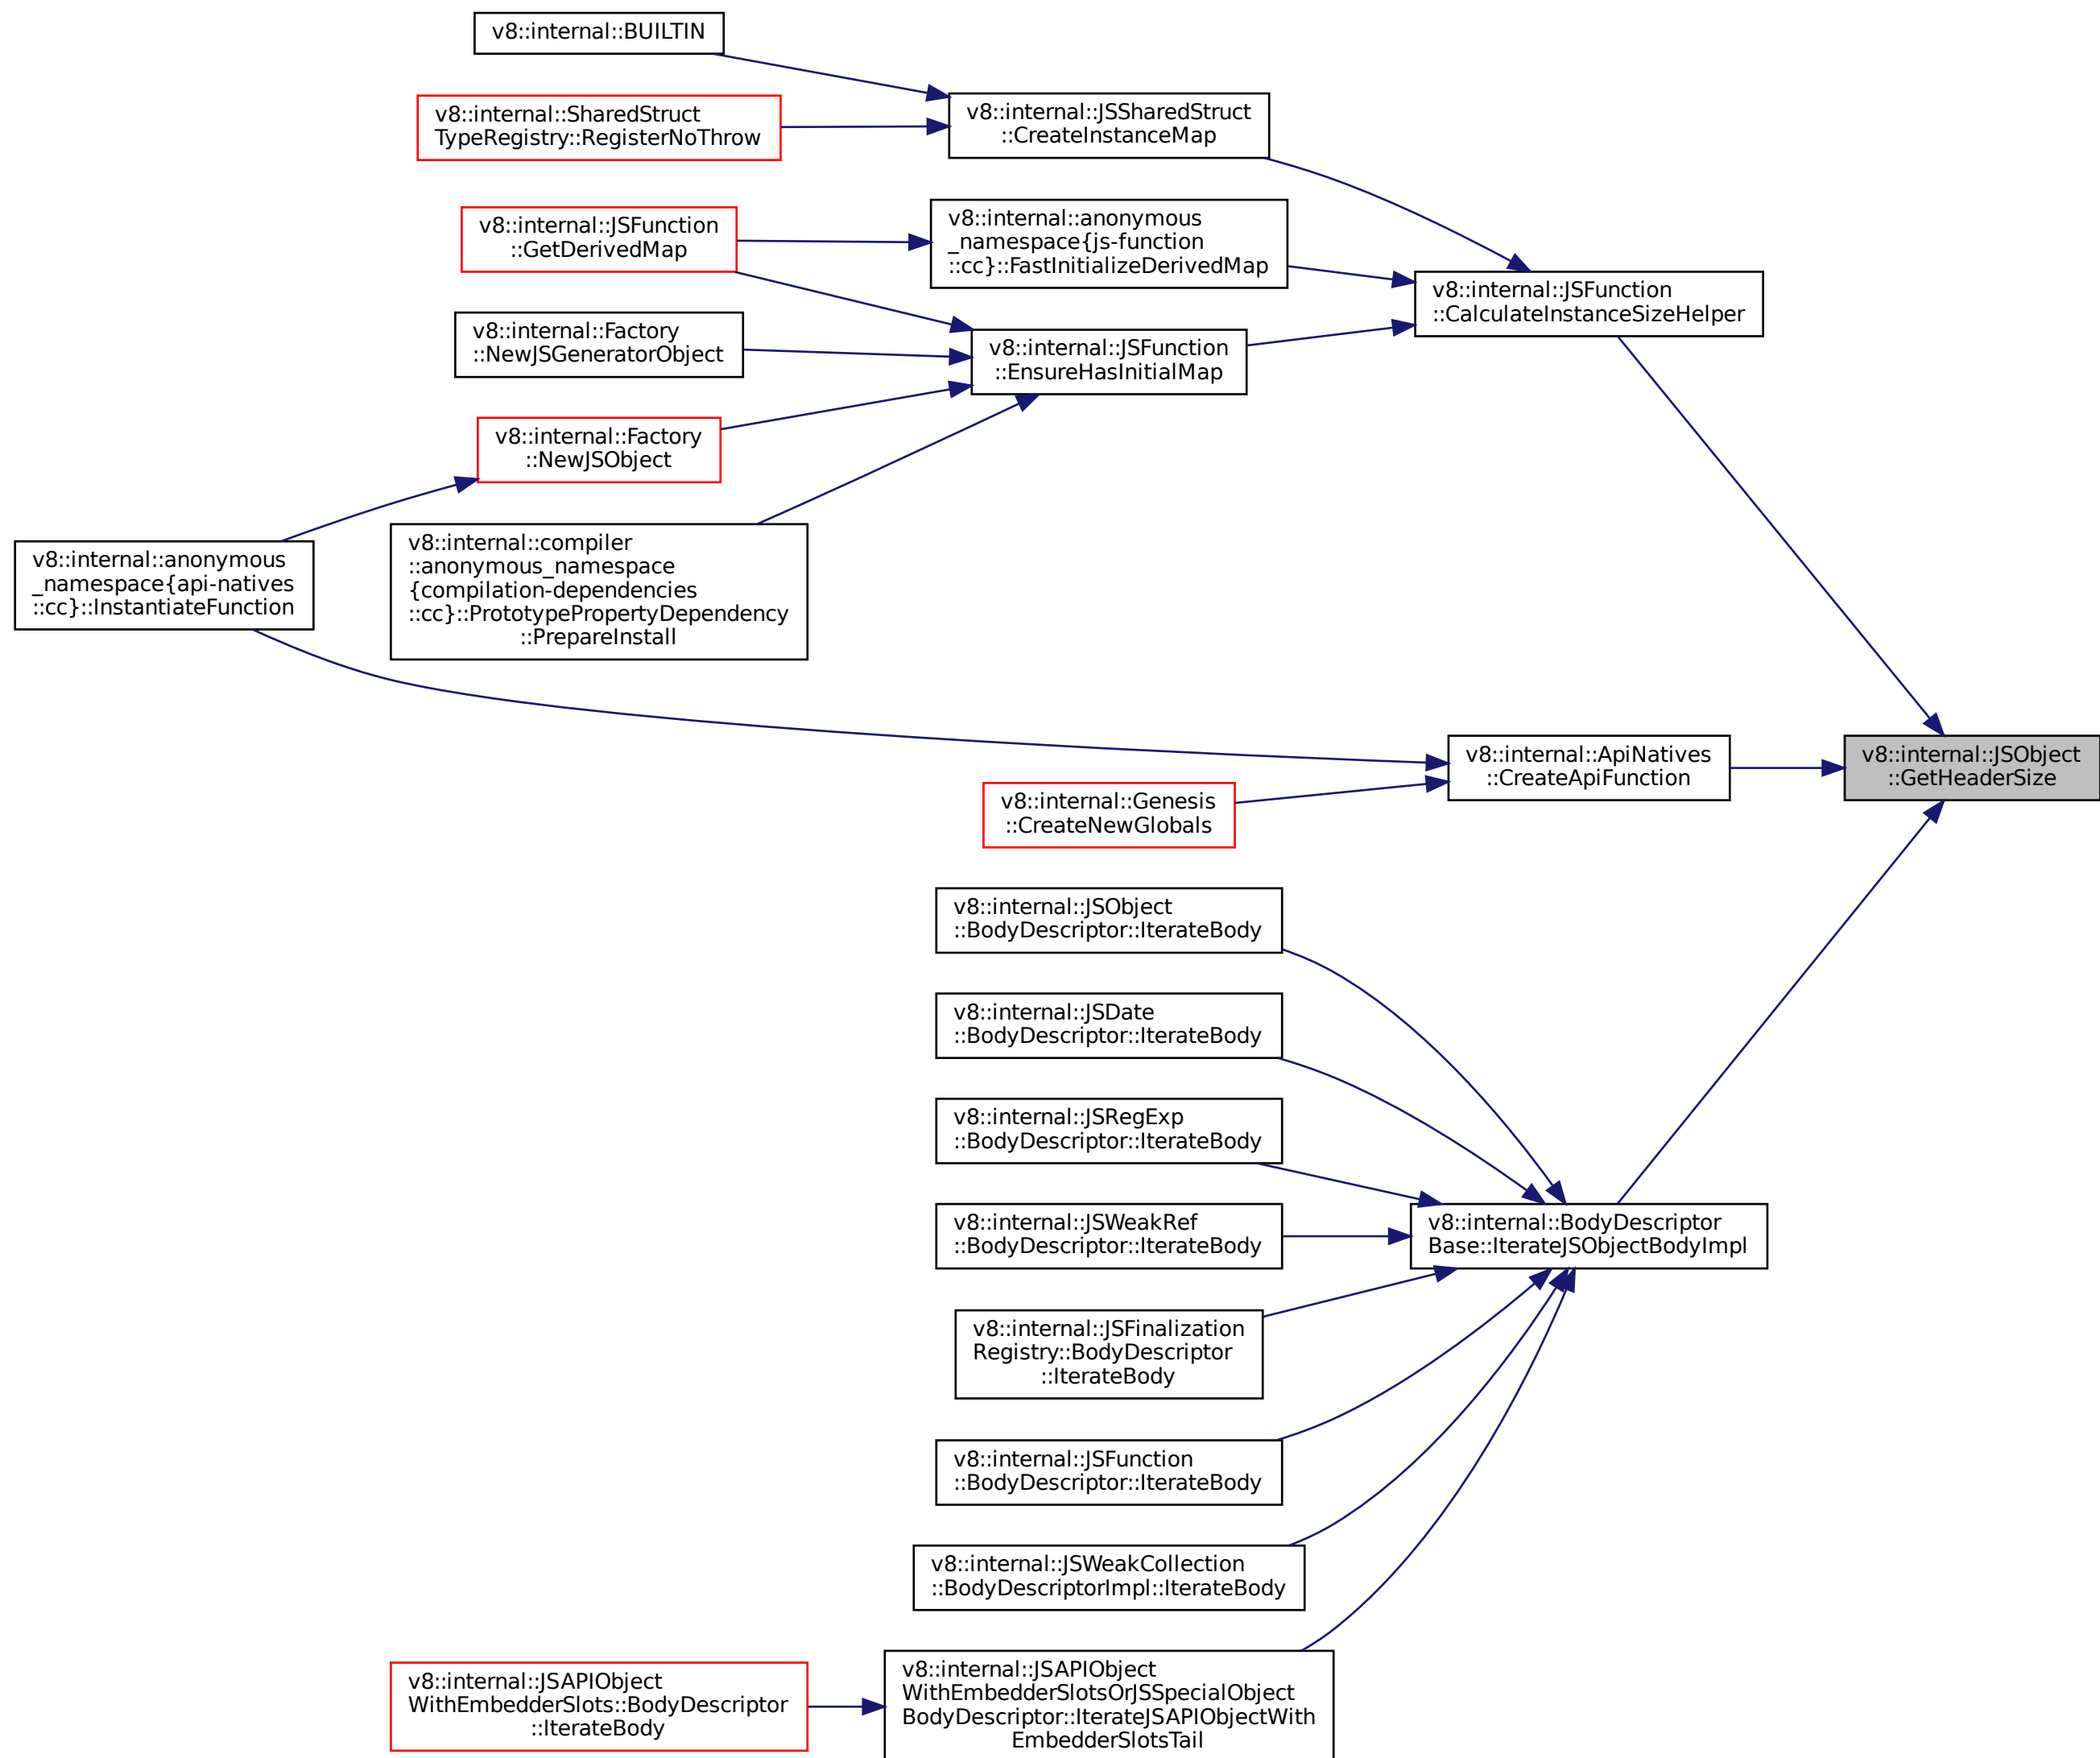 v8::internal::BUILTIN
v8::internal::SharedStruct
TypeRegistry::RegisterNoThrow
v8::internal::JSSharedStruct
::CreateInstanceMap
v8::internal::JSFunction
::GetDerivedMap
v8::internal::anonymous
_namespace{js-function
::cc}::FastInitializeDerivedMap
v8::internal::JSFunction
::CalculateInstanceSizeHelper
v8::internal::Factory
::NewJSGeneratorObject
v8::internal::JSFunction
::EnsureHasInitialMap
v8::internal::Factory
::NewJSObject
v8::internal::anonymous
_namespace{api-natives
::cc}::InstantiateFunction
v8::internal::compiler
::anonymous_namespace
{compilation-dependencies
::cc}::PrototypePropertyDependency
::PrepareInstall
v8::internal::ApiNatives
::CreateApiFunction
v8::internal::JSObject
::GetHeaderSize
v8::internal::Genesis
::CreateNewGlobals
v8::internal::JSObject
::BodyDescriptor::IterateBody
v8::internal::JSDate
::BodyDescriptor::IterateBody
v8::internal::JSRegExp
::BodyDescriptor::IterateBody
v8::internal::JSWeakRef
::BodyDescriptor::IterateBody
v8::internal::BodyDescriptor
Base::IterateJSObjectBodyImpl
v8::internal::JSFinalization
Registry::BodyDescriptor
::IterateBody
v8::internal::JSFunction
::BodyDescriptor::IterateBody
v8::internal::JSWeakCollection
::BodyDescriptorImpl::IterateBody
v8::internal::JSAPIObject
WithEmbedderSlots::BodyDescriptor
::IterateBody
v8::internal::JSAPIObject
WithEmbedderSlotsOrJSSpecialObject
BodyDescriptor::IterateJSAPIObjectWith
EmbedderSlotsTail